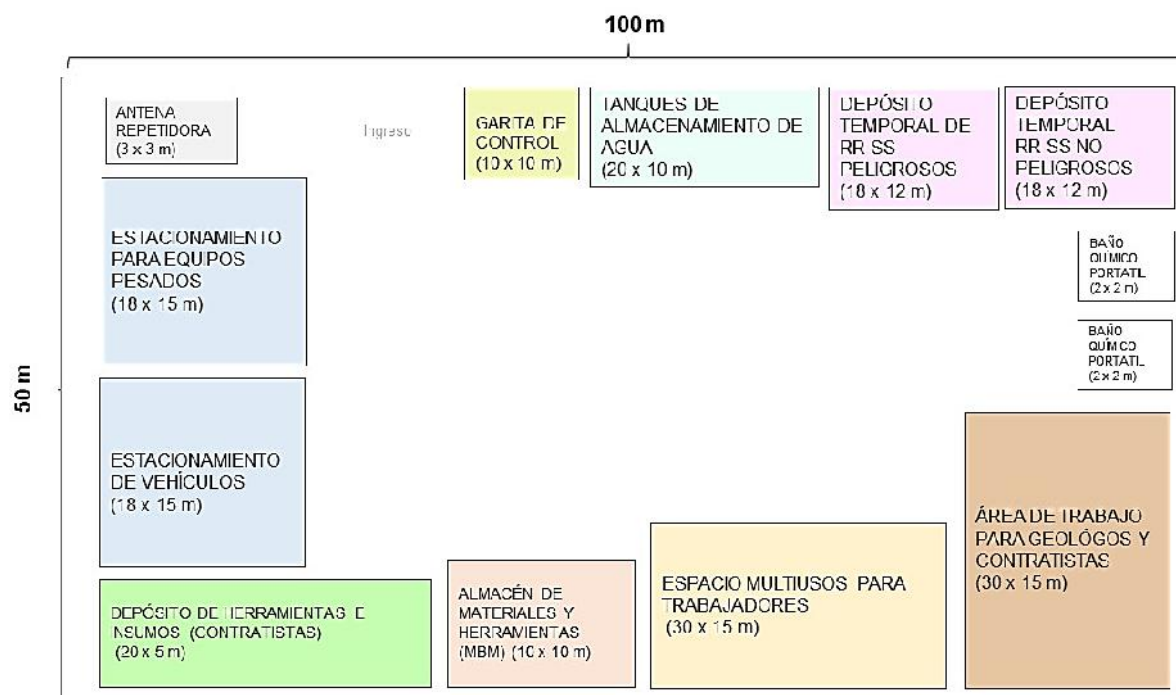 100 m
50 m
ANTENA
REPETIDORA
(3 x 3 m)
Ingreso
GARITA DE
CONTROL
(10 x 10 m)
TANQUES DE
ALMACENAMIENTO DE
AGUA
(20 x 10 m)
DEPÓSITO
TEMPORAL DE
RR SS
PELIGROSOS
(18 x 12 m)
DEPÓSITO
TEMPORAL
RR SS NO
PELIGROSOS
(18 x 12 m)
ESTACIONAMIENTO
PARA EQUIPOS
PESADOS
(18 x 15 m)
BAÑO
QUÍMICO
PORTATIL
(2 x 2 m)
BAÑO
QUÍMICO
PORTATIL
(2 x 2 m)
ESTACIONAMIENTO
DE VEHÍCULOS
(18 x 15 m)
ÁREA DE TRABAJO
PARA GEOLÓGOS Y
CONTRATISTAS
(30 x 15 m)
DEPÓSITO DE HERRAMIENTAS E
INSUMOS (CONTRATISTAS)
(20 x 5 m)
ALMACÉN DE
MATERIALES Y
HERRAMIENTAS
(MBM) (10 x 10 m)
ESPACIO MULTIUSOS PARA
TRABAJADORES
(30 x 15 m)